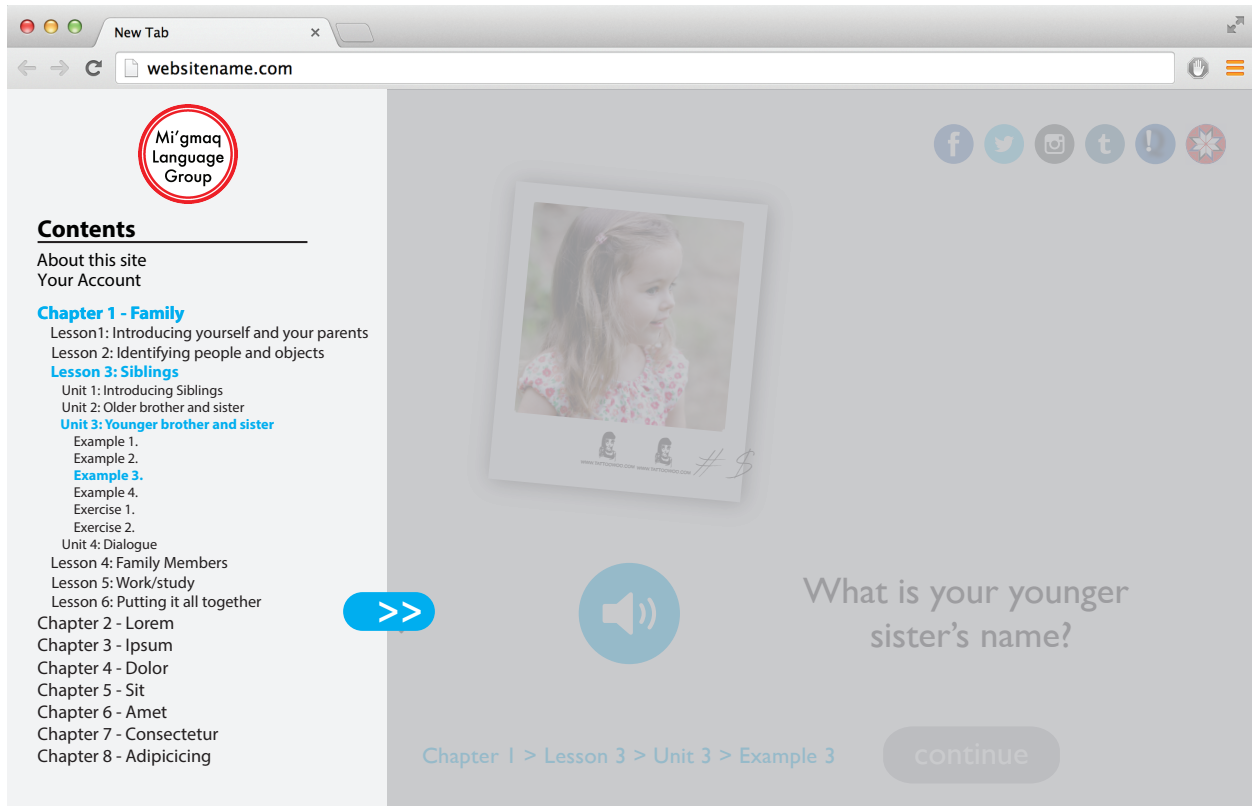 New Tab
websitename.com
Mi'gmaq
Language
Group
Contents
About this site
Your Account
Chapter 1 - Family
Lesson1: Introducing yourself and your parents
Lesson 2: Identifying people and objects
Lesson 3: Siblings
Unit 1: Introducing Siblings
Unit 2: Older brother and sister
Unit 3: Younger brother and sister
Example 1.
Example 2.
Example 3.
Example 4.
Exercise 1.
Exercise 2.
Unit 4: Dialogue
Lesson 4: Family Members
Lesson 5: Work/study
Lesson 6: Putting it all together
Chapter 2 - Lorem
Chapter 3 - Ipsum
Chapter 4 - Dolor
Chapter 5 - Sit
Chapter 6 - Amet
Chapter 7 - Consectetur
Chapter 8 - Adipicicing
>>
f
t
!
# $
What is your younger
sister's name?
Chapter 1 > Lesson 3 > Unit 3 > Example 3
continue